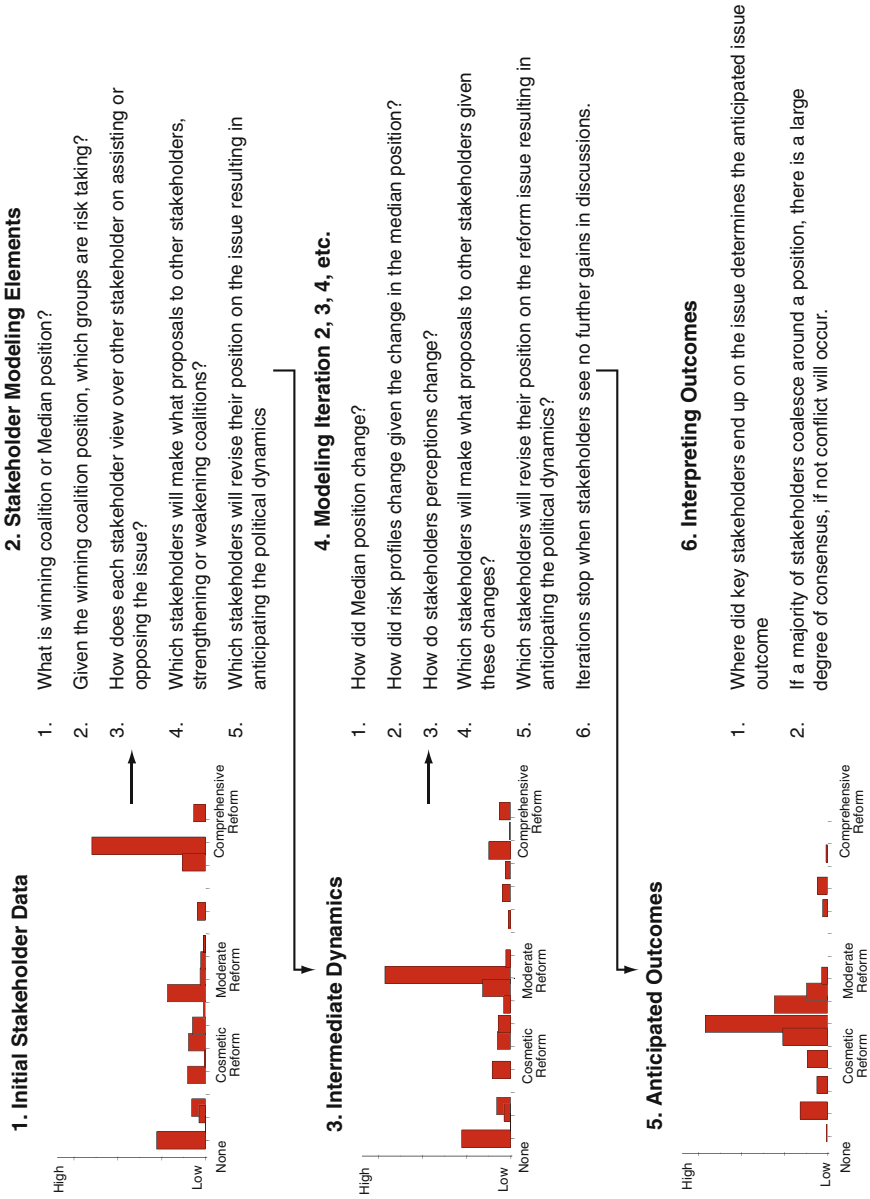 1. Initial Stakeholder Data
High
Low
None
Cosmetic
Reform
Moderate
Reform
Comprehensive
Reform
2. Stakeholder Modeling Elements
1. What is winning coalition or Median position?
2. Given the winning coalition position, which groups are risk taking?
3. How does each stakeholder view over other stakeholder on assisting or
opposing the issue?
4. Which stakeholders will make what proposals to other stakeholders,
strengthening or weakening coalitions?
5. Which stakeholders will revise their position on the issue resulting in
anticipating the political dynamics
3. Intermediate Dynamics
High
Low
None
Cosmetic
Reform
Moderate
Reform
Comprehensive
Reform
4. Modeling Iteration 2, 3, 4, etc.
1. How did Median position change?
2. How did risk profiles change given the change in the median position?
3. How do stakeholders perceptions change?
4. Which stakeholders will make what proposals to other stakeholders given
these changes?
5. Which stakeholders will revise their position on the reform issue resulting in
anticipating the political dynamics?
6. Iterations stop when stakeholders see no further gains in discussions.
5. Anticipated Outcomes
High
Low
None
Cosmetic
Reform
Moderate
Reform
Comprehensive
Reform
6. Interpreting Outcomes
1. Where did key stakeholders end up on the issue determines the anticipated issue
outcome
2. If a majority of stakeholders coalesce around a position, there is a large
degree of consensus, if not conflict will occur.